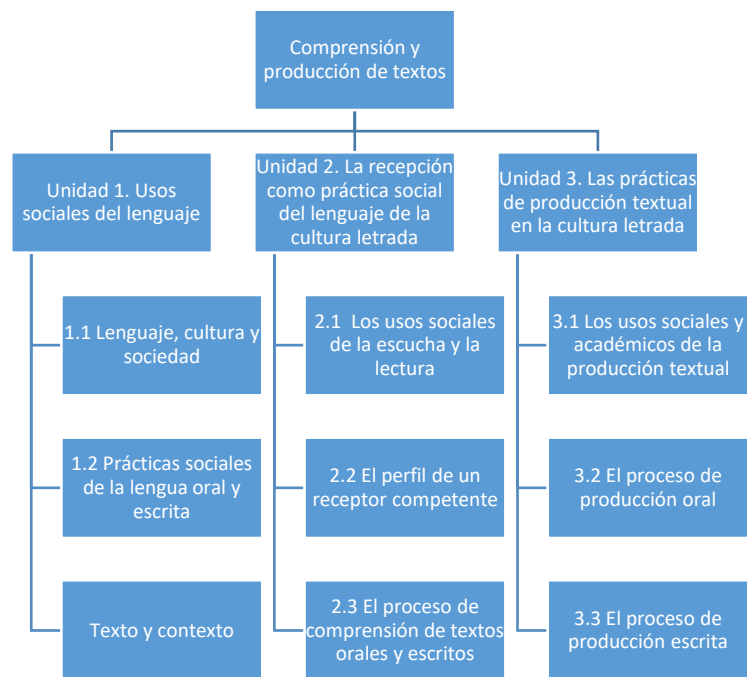 Comprensión y
producción de textos
Unidad 1. Usos
sociales del lenguaje
Unidad 2. La recepción
como práctica social
del lenguaje de la
cultura letrada
Unidad 3. Las prácticas
de producción textual
en la cultura letrada
1.1 Lenguaje, cultura y
sociedad
1.2 Prácticas sociales
de la lengua oral y
escrita
Texto y contexto
2.1 Los usos sociales
de la escucha y la
lectura
2.2 El perfil de un
receptor competente
2.3 El proceso de
comprensión de textos
orales y escritos
3.1 Los usos sociales y
académicos de la
producción textual
3.2 El proceso de
producción oral
3.3 El proceso de
producción escrita